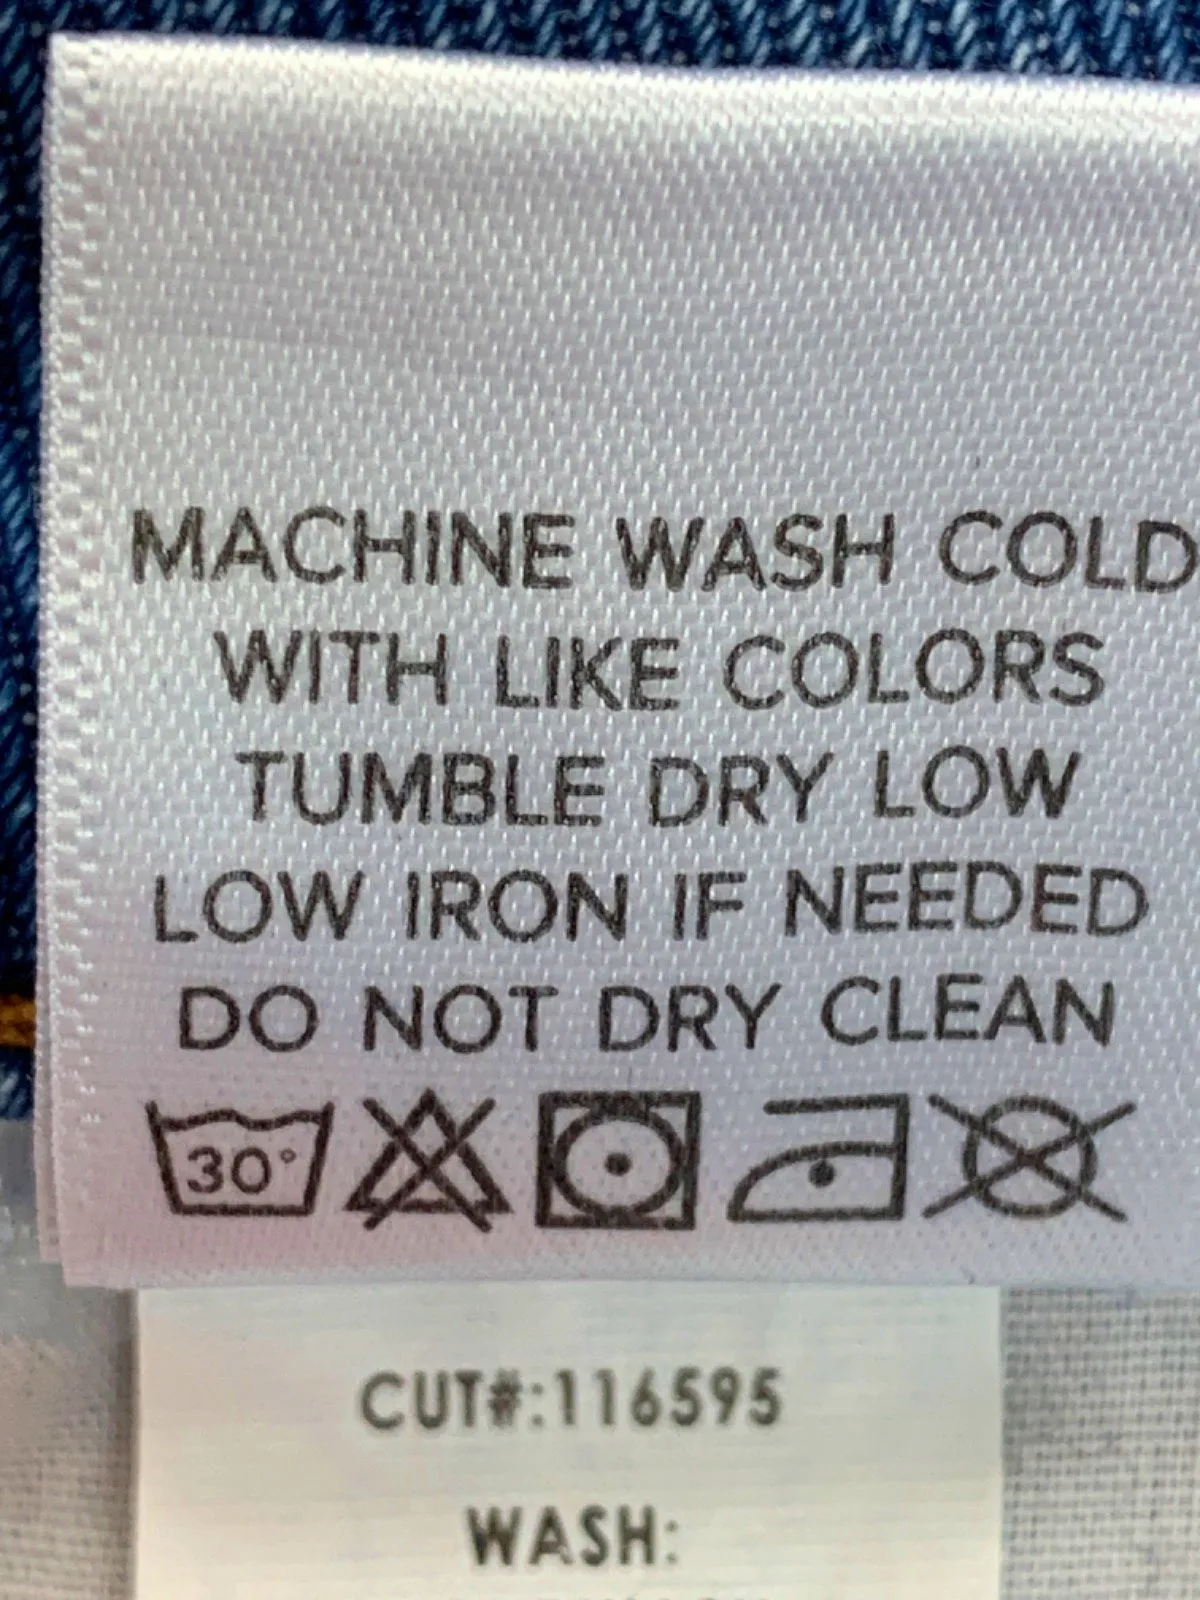 MACHINE WASH COLD
WITH LIKE COLORS
TUMBLE DRY LOW
LOW IRON IF NEEDED
DO NOT DRY CLEAN
30°
CUT#:116595
WASH: